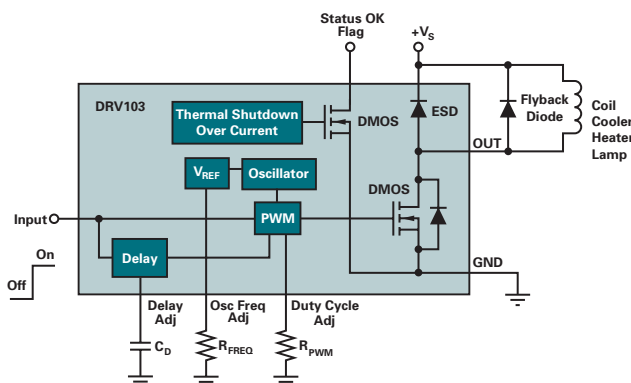 Status OK
Flag
+VS
DRV103
Thermal Shutdown
Over Current
DMOS
ESD
Flyback
Diode
Coil
Cooler
Heater
Lamp
OUT
VREF
Oscillator
DMOS
Input
PWM
On
Off
Delay
GND
Delay
Adj
Osc Freq
Adj
Duty Cycle
Adj
CD
RFREQ
RPWM